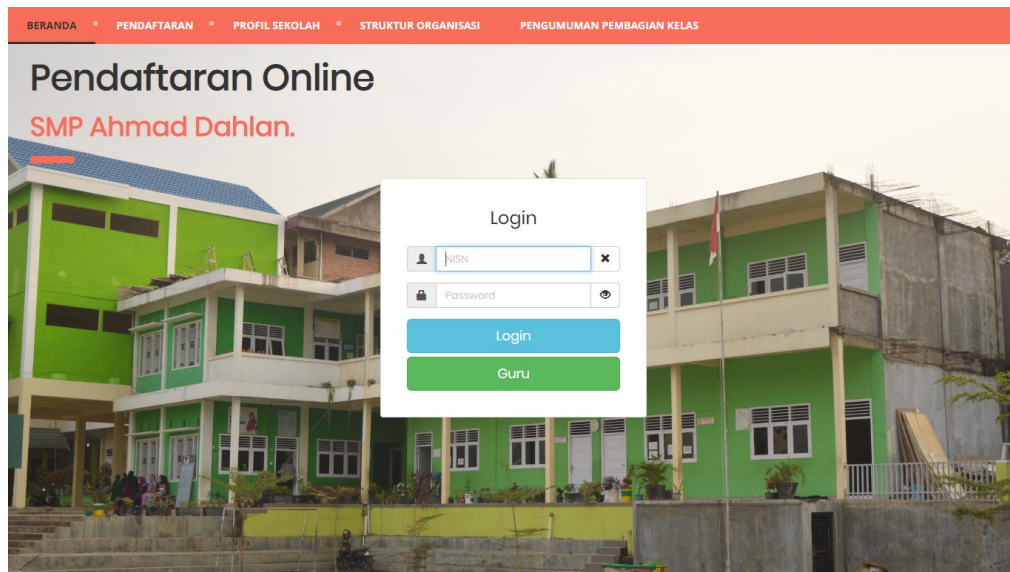 BERANDA PENDAFTARAN PROFIL SEKOLAH STRUKTUR ORGANISASI PENGUMUMAN PEMBAGIAN KELAS
Pendaftaran Online
SMP Ahmad Dahlan.
Login
NISN
Password
Login
Guru